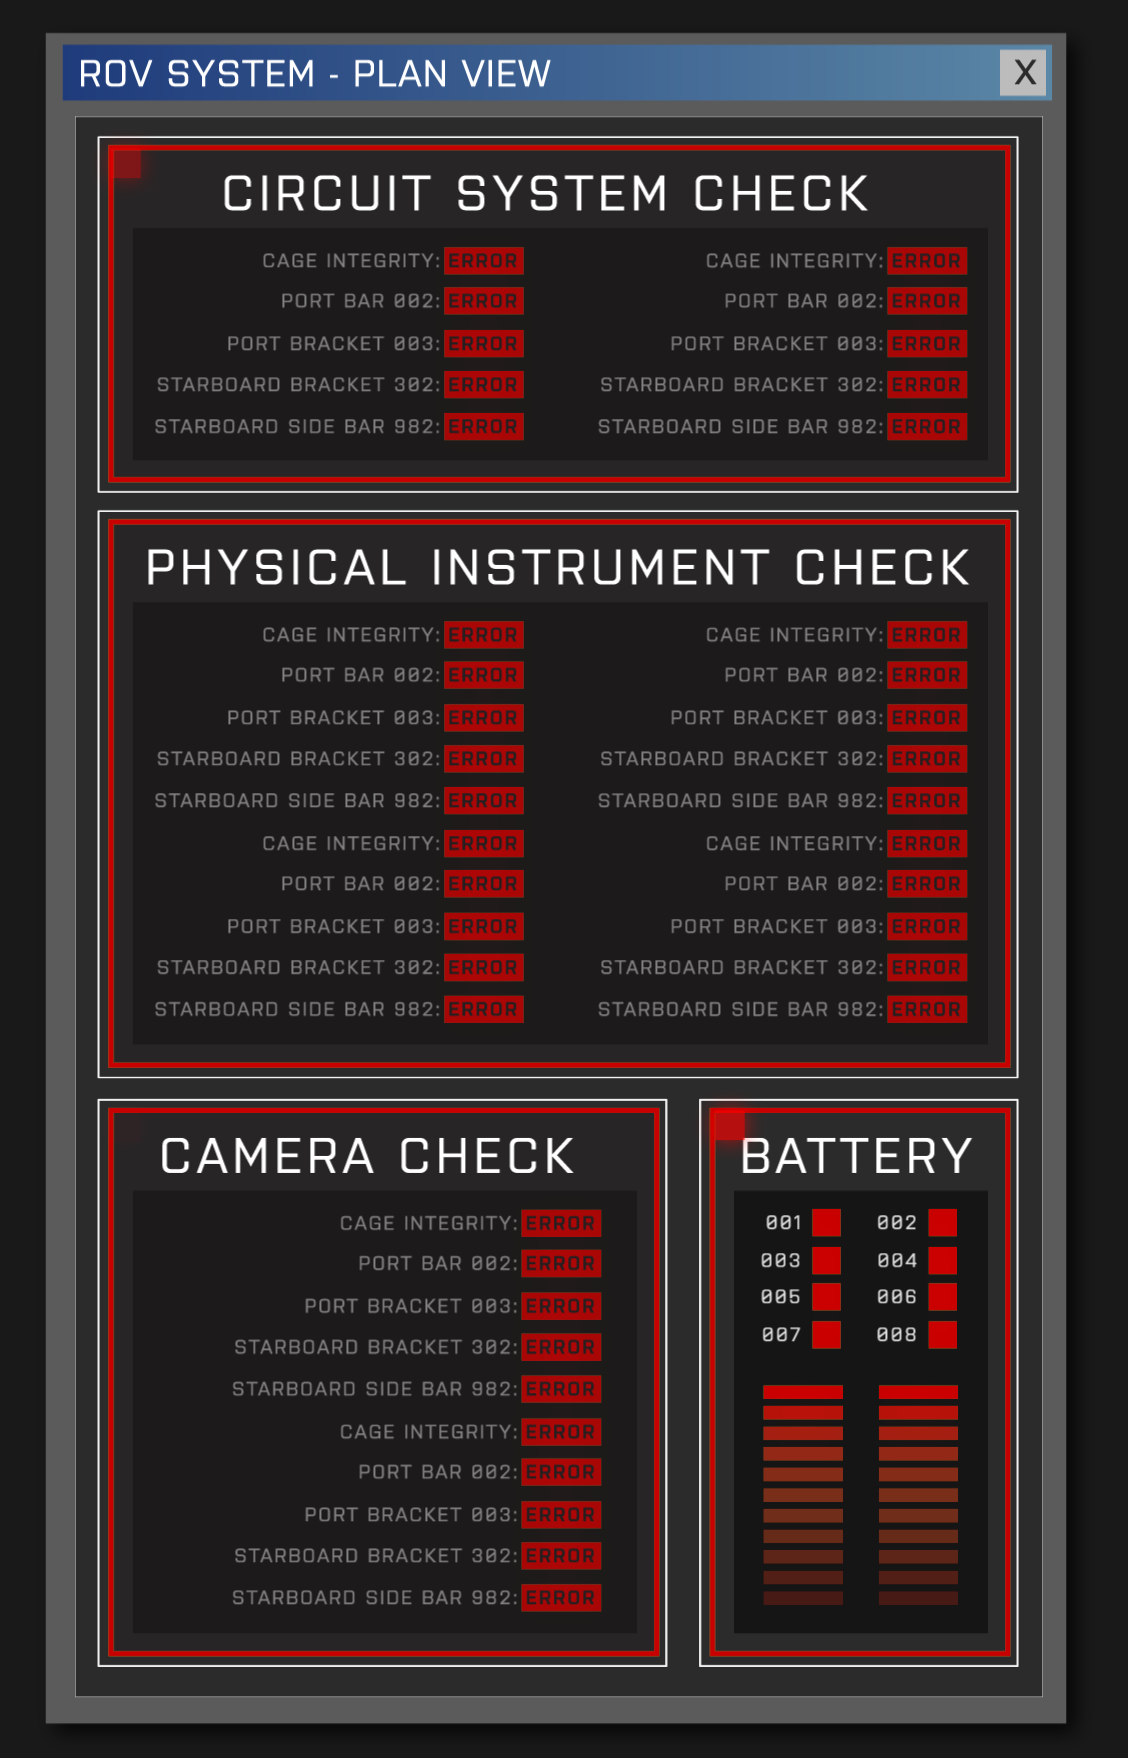 ROV SYSTEM - PLAN VIEW X
CIRCUIT SYSTEM CHECK
CAGE INTEGRITY: ERROR CAGE INTEGRITY: ERROR
PORT BAR 002: ERROR PORT BAR 002: ERROR
PORT BRACKET 003: ERROR PORT BRACKET 003: ERROR
STARBOARD BRACKET 302: ERROR STARBOARD BRACKET 302: ERROR
STARBOARD SIDE BAR 982: ERROR STARBOARD SIDE BAR 982: ERROR
PHYSICAL INSTRUMENT CHECK
CAGE INTEGRITY: ERROR CAGE INTEGRITY: ERROR
PORT BAR 002: ERROR PORT BAR 002: ERROR
PORT BRACKET 003: ERROR PORT BRACKET 003: ERROR
STARBOARD BRACKET 302: ERROR STARBOARD BRACKET 302: ERROR
STARBOARD SIDE BAR 982: ERROR STARBOARD SIDE BAR 982: ERROR
CAGE INTEGRITY: ERROR CAGE INTEGRITY: ERROR
PORT BAR 002: ERROR PORT BAR 002: ERROR
PORT BRACKET 003: ERROR PORT BRACKET 003: ERROR
STARBOARD BRACKET 302: ERROR STARBOARD BRACKET 302: ERROR
STARBOARD SIDE BAR 982: ERROR STARBOARD SIDE BAR 982: ERROR
CAMERA CHECK
CAGE INTEGRITY: ERROR
PORT BAR 002: ERROR
PORT BRACKET 003: ERROR
STARBOARD BRACKET 302: ERROR
STARBOARD SIDE BAR 982: ERROR
CAGE INTEGRITY: ERROR
PORT BAR 002: ERROR
PORT BRACKET 003: ERROR
STARBOARD BRACKET 302: ERROR
STARBOARD SIDE BAR 982: ERROR
BATTERY
001 002
003 004
005 006
007 008